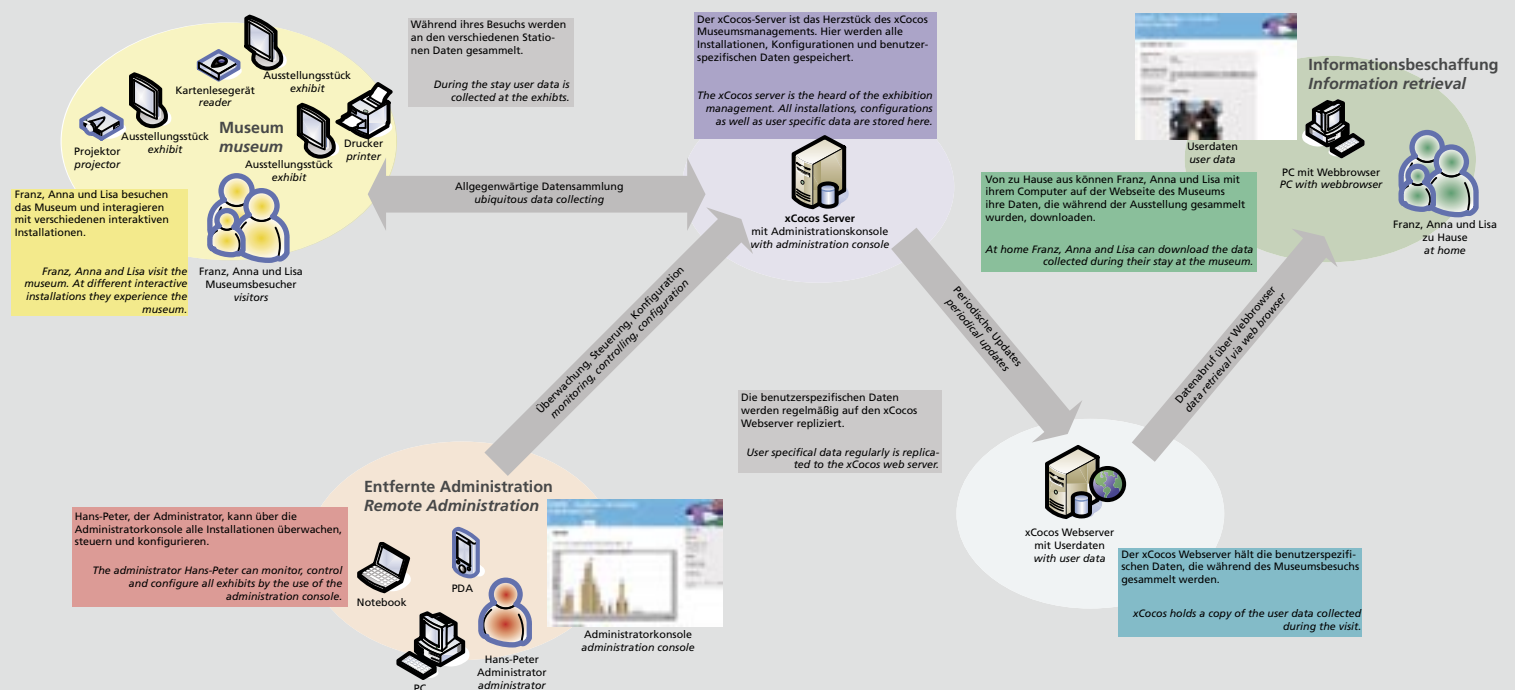 Während ihres Besuchs werden
an den verschiedenen Statio-
nen Daten gesammelt.
During the stay user data is
collected at the exhibts.
Der xCocos-Server ist das Herzstück des xCocos
Museumsmanagements. Hier werden alle
Installationen, Konfigurationen und benutzer-
spezifischen Daten gespeichert.
The xCocos server is the heard of the exhibition
management. All installations, configurations
as well as user specific data are stored here.
Informationsbeschaffung
Information retrieval
Ausstellungsstück
exhibit
Kartenlesegerät
reader
Ausstellungsstück
exhibit
Projektor
projector
Museum
museum
Ausstellungsstück
exhibit
Drucker
printer
Franz, Anna und Lisa besuchen
das Museum und interagieren
mit verschiedenen interaktiven
Installationen.
Franz, Anna and Lisa visit the
museum. At different interactive
installations they experience the
museum.
Franz, Anna und Lisa
Museumsbesucher
visitors
Allgegenwärtige Datensammlung
ubiquitous data collecting
xCocos Server
mit Administrationskonsole
with administration console
Userdaten
user data
PC mit Webbrowser
PC with webbrowser
Franz, Anna und Lisa
zu Hause
at home
Von zu Hause aus können Franz, Anna und Lisa mit
ihrem Computer auf der Webseite des Museums
ihre Daten, die während der Ausstellung gesammelt
wurden, downloaden.
At home Franz, Anna and Lisa can download the data
collected during their stay at the museum.
Überwachung, Steuerung, Konfiguration
monitoring, controlling, configuration
Periodische Updates
periodical updates
Datenabruf über Webbrowser
data retrieval via web browser
Die benutzerspezifischen Daten
werden regelmäßig auf den xCocos
Webserver repliziert.
User specifical data regularly is replica-
ted to the xCocos web server.
Entfernte Administration
Remote Administration
Hans-Peter, der Administrator, kann über die
Administratorkonsole alle Installationen überwachen,
steuern und konfigurieren.
The administrator Hans-Peter can monitor, control
and configure all exhibits by the use of the
administration console.
Notebook
PDA
PC
Hans-Peter
Administrator
administrator
Administratorkonsole
administration console
xCocos Webserver
mit Userdaten
with user data
Der xCocos Webserver hält die benutzerspezifi-
schen Daten, die während des Museumsbesuchs
gesammelt werden.
xCocos holds a copy of the user data collected
during the visit.